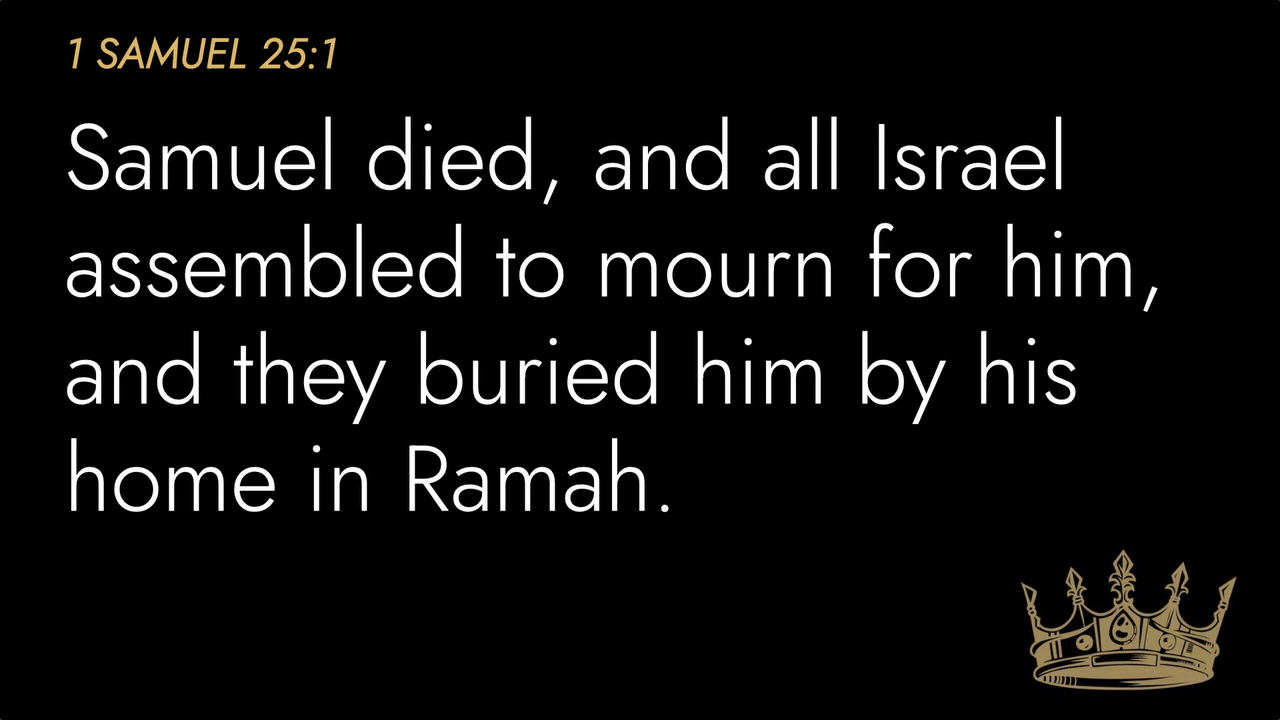 1 SAMUEL 25:1
Samuel died, and all Israel
assembled to mourn for him,
and they buried him by his
home in Ramah.